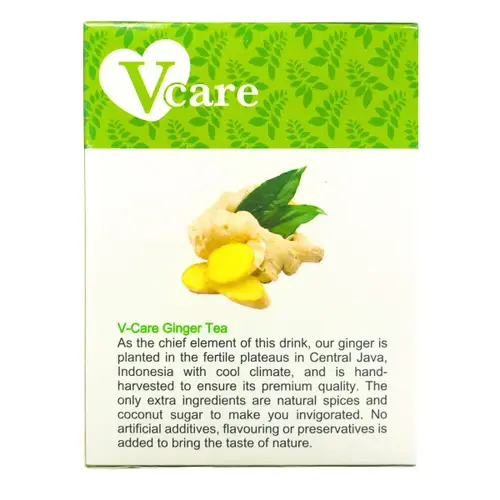 Vcare
V-Care Ginger Tea
As the chief element of this drink, our ginger is
planted in the fertile plateaus in Central Java,
Indonesia with cool climate, and is hand-
harvested to ensure its premium quality. The
only extra ingredients are natural spices and
coconut sugar to make you invigorated. No
artificial additives, flavouring or preservatives is
added to bring the taste of nature.